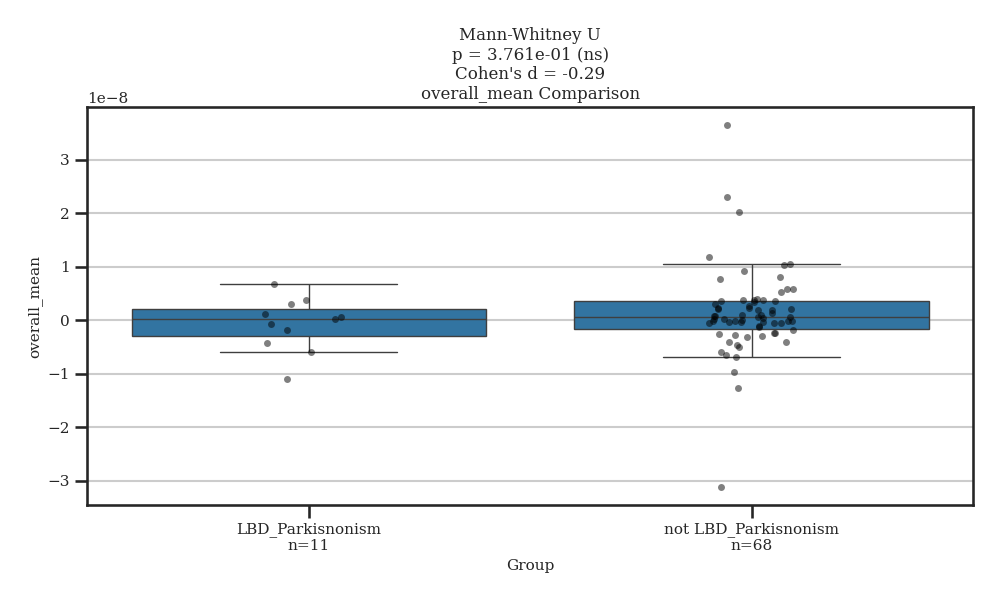 Mann-Whitney U
p = 3.761e-01 (ns)
Cohen's d = -0.29
overall_mean Comparison
1e−8
3
2
1
0
−1
−2
−3
overall_mean
LBD_Parkisnonism
n=11
not LBD_Parkisnonism
n=68
Group